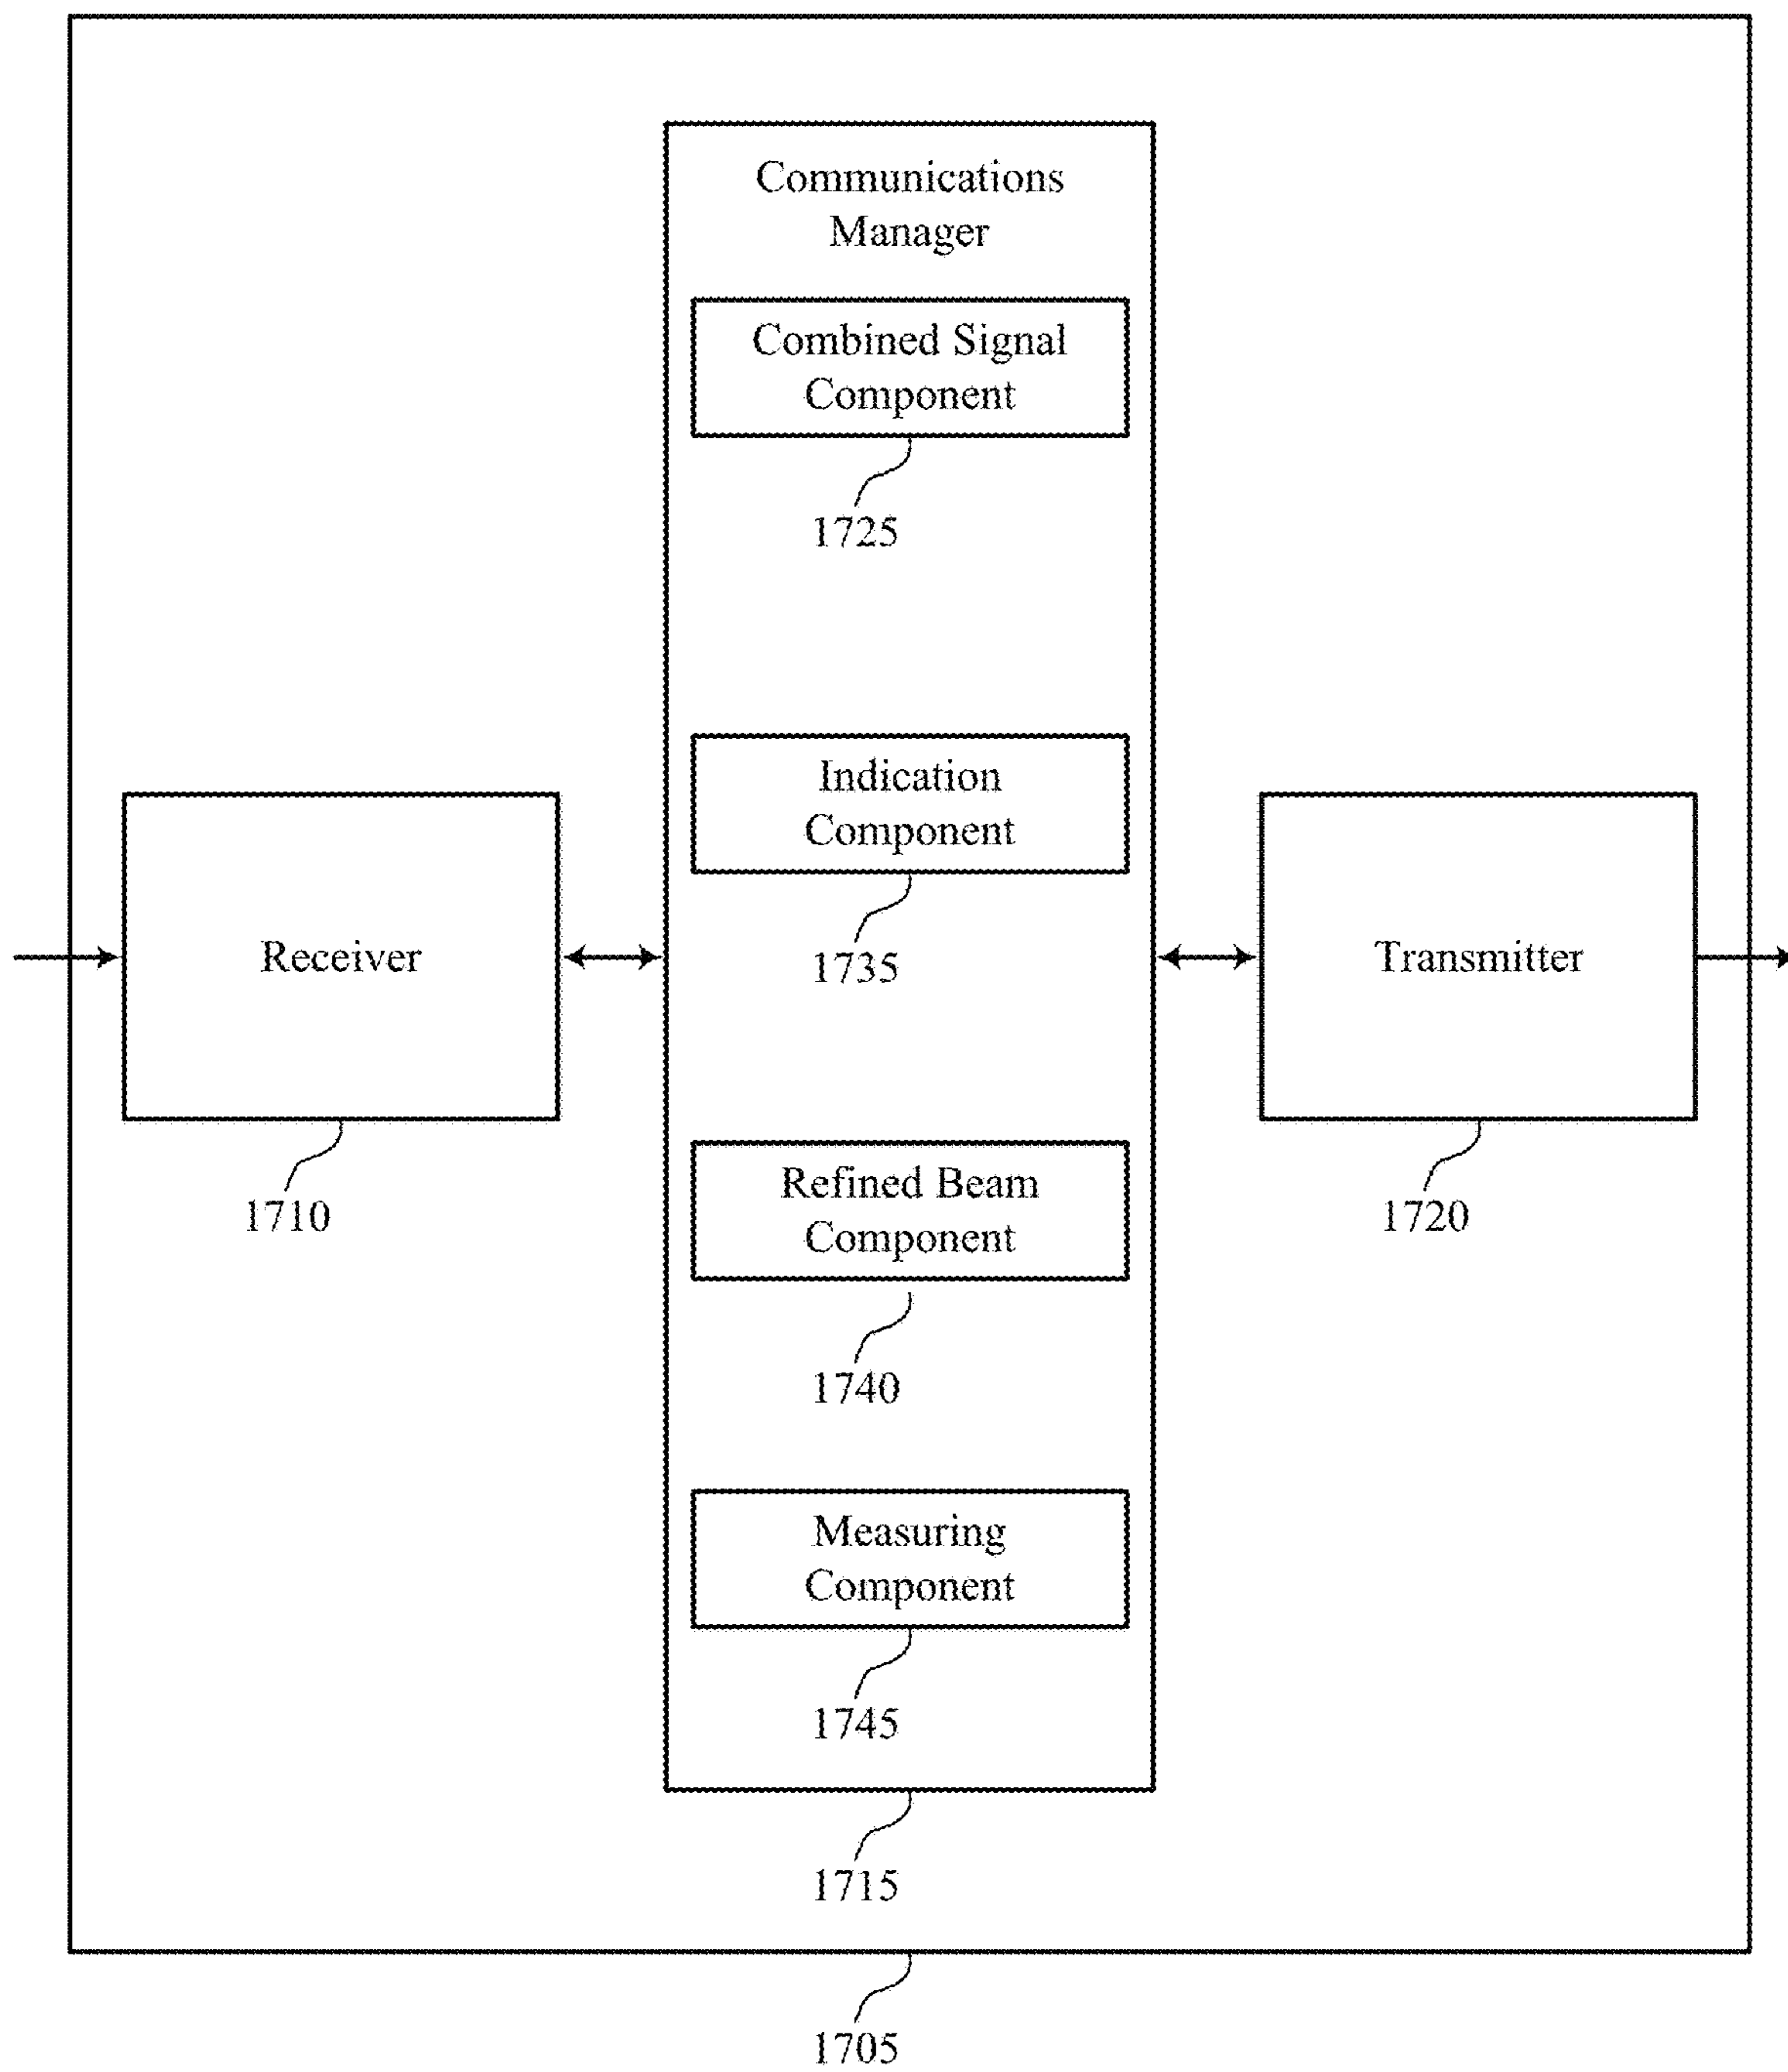 Communications
Manager
Combined Signal
Component
1725
Indication
Component
1735
Receiver
1710
Transmitter
1720
Refined Beam
Component
1740
Measuring
Component
1745
1715
1705